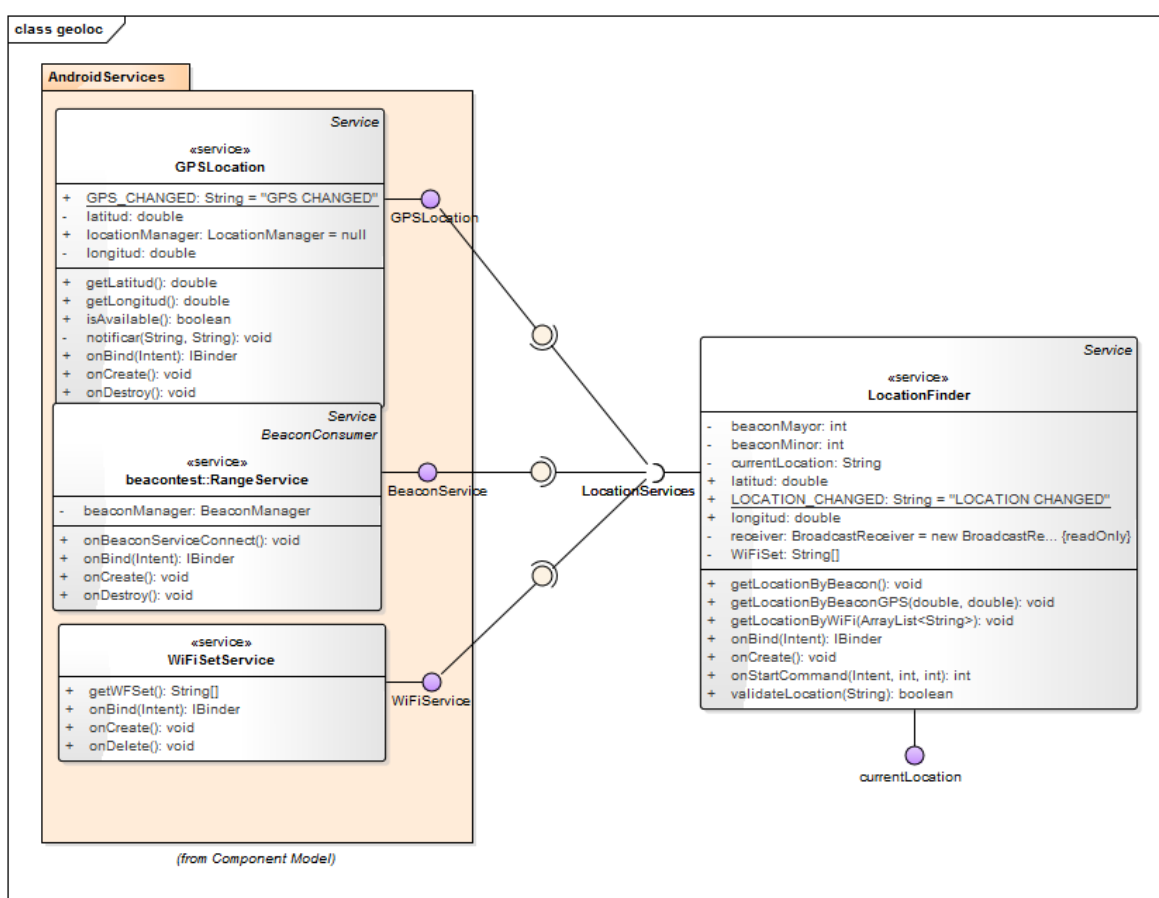 class geoloc
AndroidServices
Service
«service»
GPSLocation
+ GPS_CHANGED: String = "GPS CHANGED"
- latitud: double
+ locationManager: LocationManager = null
- longitud: double
+ getLatitud(): double
+ getLongitud(): double
+ isAvailable(): boolean
- notificar(String, String): void
+ onBind(Intent): IBinder
+ onCreate(): void
+ onDestroy(): void
GPSLocation
Service
BeaconConsumer
«service»
beacontest::RangeService
- beaconManager: BeaconManager
+ onBeaconServiceConnect(): void
+ onBind(Intent): IBinder
+ onCreate(): void
+ onDestroy(): void
BeaconService
«service»
WiFiSetService
+ getWFSet(): String[]
+ onBind(Intent): IBinder
+ onCreate(): void
+ onDelete(): void
WiFiService
(from Component Model)
LocationServices
Service
«service»
LocationFinder
- beaconMayor: int
- beaconMinor: int
- currentLocation: String
+ latitud: double
+ LOCATION_CHANGED: String = "LOCATION CHANGED"
+ longitud: double
- receiver: BroadcastReceiver = new BroadcastRe... {readOnly}
- WiFiSet: String[]
+ getLocationByBeacon(): void
+ getLocationByBeaconGPS(double, double): void
+ getLocationByWiFi(ArrayList<String>): void
+ onBind(Intent): IBinder
+ onCreate(): void
+ onStartCommand(Intent, int, int): int
+ validateLocation(String): boolean
currentLocation